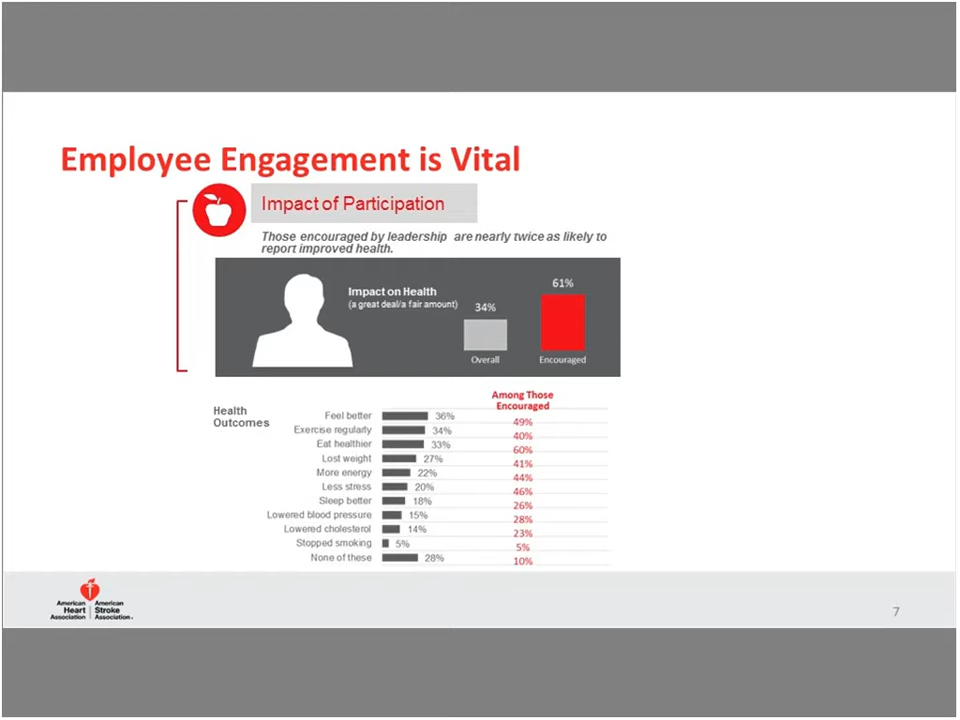 Employee Engagement is Vital
Impact of Participation
Those encouraged by leadership are nearly twice as likely to
report improved health.
Impact on Health
(a great deal/a fair amount)
34%
61%
Overall
Encouraged
Health
Outcomes
Among Those
Encouraged
Feel better 36% 49%
Exercise regularly 34% 40%
Eat healthier 33% 60%
Lost weight 27% 41%
More energy 22% 44%
Less stress 20% 46%
Sleep better 18% 26%
Lowered blood pressure 15% 28%
Lowered cholesterol 14% 23%
Stopped smoking 5% 5%
None of these 28% 10%
American American
Heart Stroke
Association Association.
7